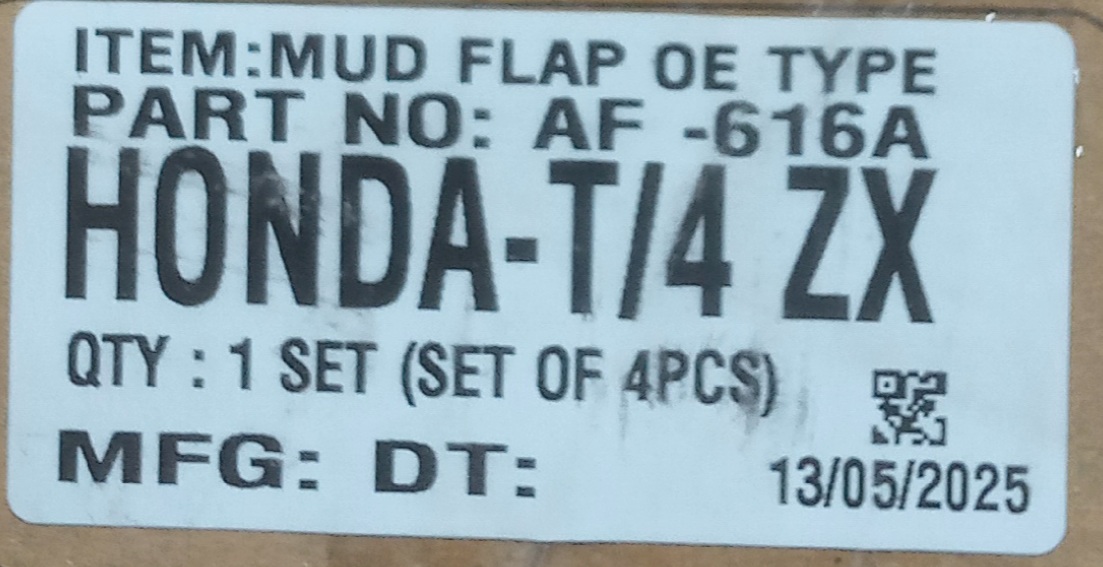 ITEM:MUD FLAP OE TYPE
PART NO: AF -616A
HONDA-T/4 ZX
QTY : 1 SET (SET OF 4PCS)
MFG: DT:
13/05/2025